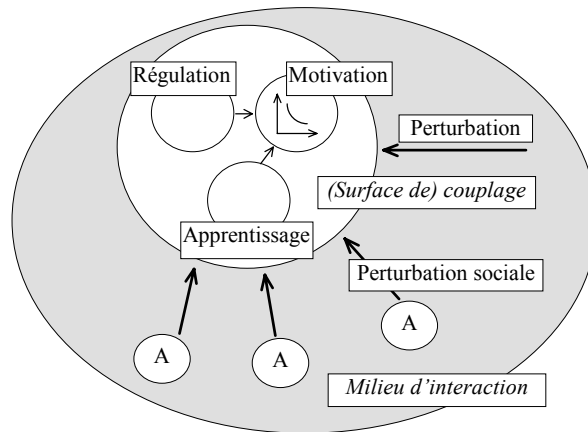 Régulation
Motivation
Perturbation
(Surface de) couplage
Apprentissage
Perturbation sociale
A
A
A
Milieu d’interaction